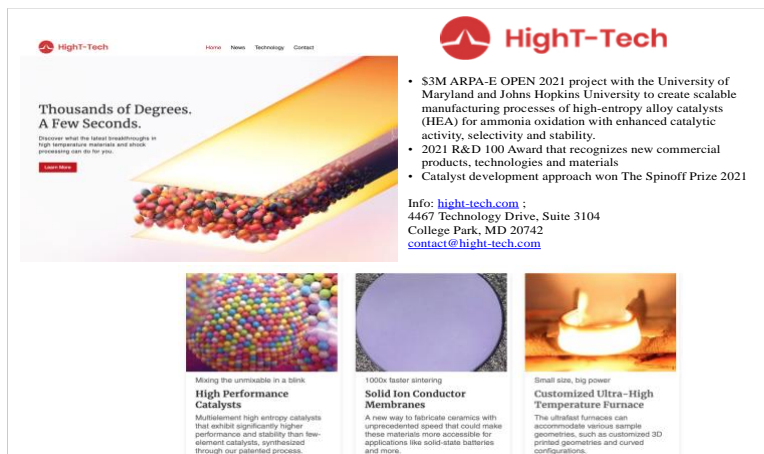 HighT-Tech
Home News Technology Contact
Thousands of Degrees.
A Few Seconds.
Discover what the latest breakthroughs in
high temperature materials and shock
processing can do for you.
Learn More
HighT-Tech
• $3M ARPA-E OPEN 2021 project with the University of
Maryland and Johns Hopkins University to create scalable
manufacturing processes of high-entropy alloy catalysts
(HEA) for ammonia oxidation with enhanced catalytic
activity, selectivity and stability.
• 2021 R&D 100 Award that recognizes new commercial
products, technologies and materials
• Catalyst development approach won The Spinoff Prize 2021
Info: hight-tech.com ;
4467 Technology Drive, Suite 3104
College Park, MD 20742
contact@hight-tech.com
Mixing the unmixable in a blink
High Performance
Catalysts
Multielement high entropy catalysts
that exhibit significantly higher
performance and stability than few-
element catalysts, synthesized
through our patented process.
1000x faster sintering
Solid Ion Conductor
Membranes
A new way to fabricate ceramics with
unprecedented speed that could make
these materials more accessible for
applications like solid-state batteries
and more.
Small size, big power
Customized Ultra-High
Temperature Furnace
The ultrafast furnaces can
accommodate various sample
geometries, such as customized 3D
printed geometries and curved
configurations.